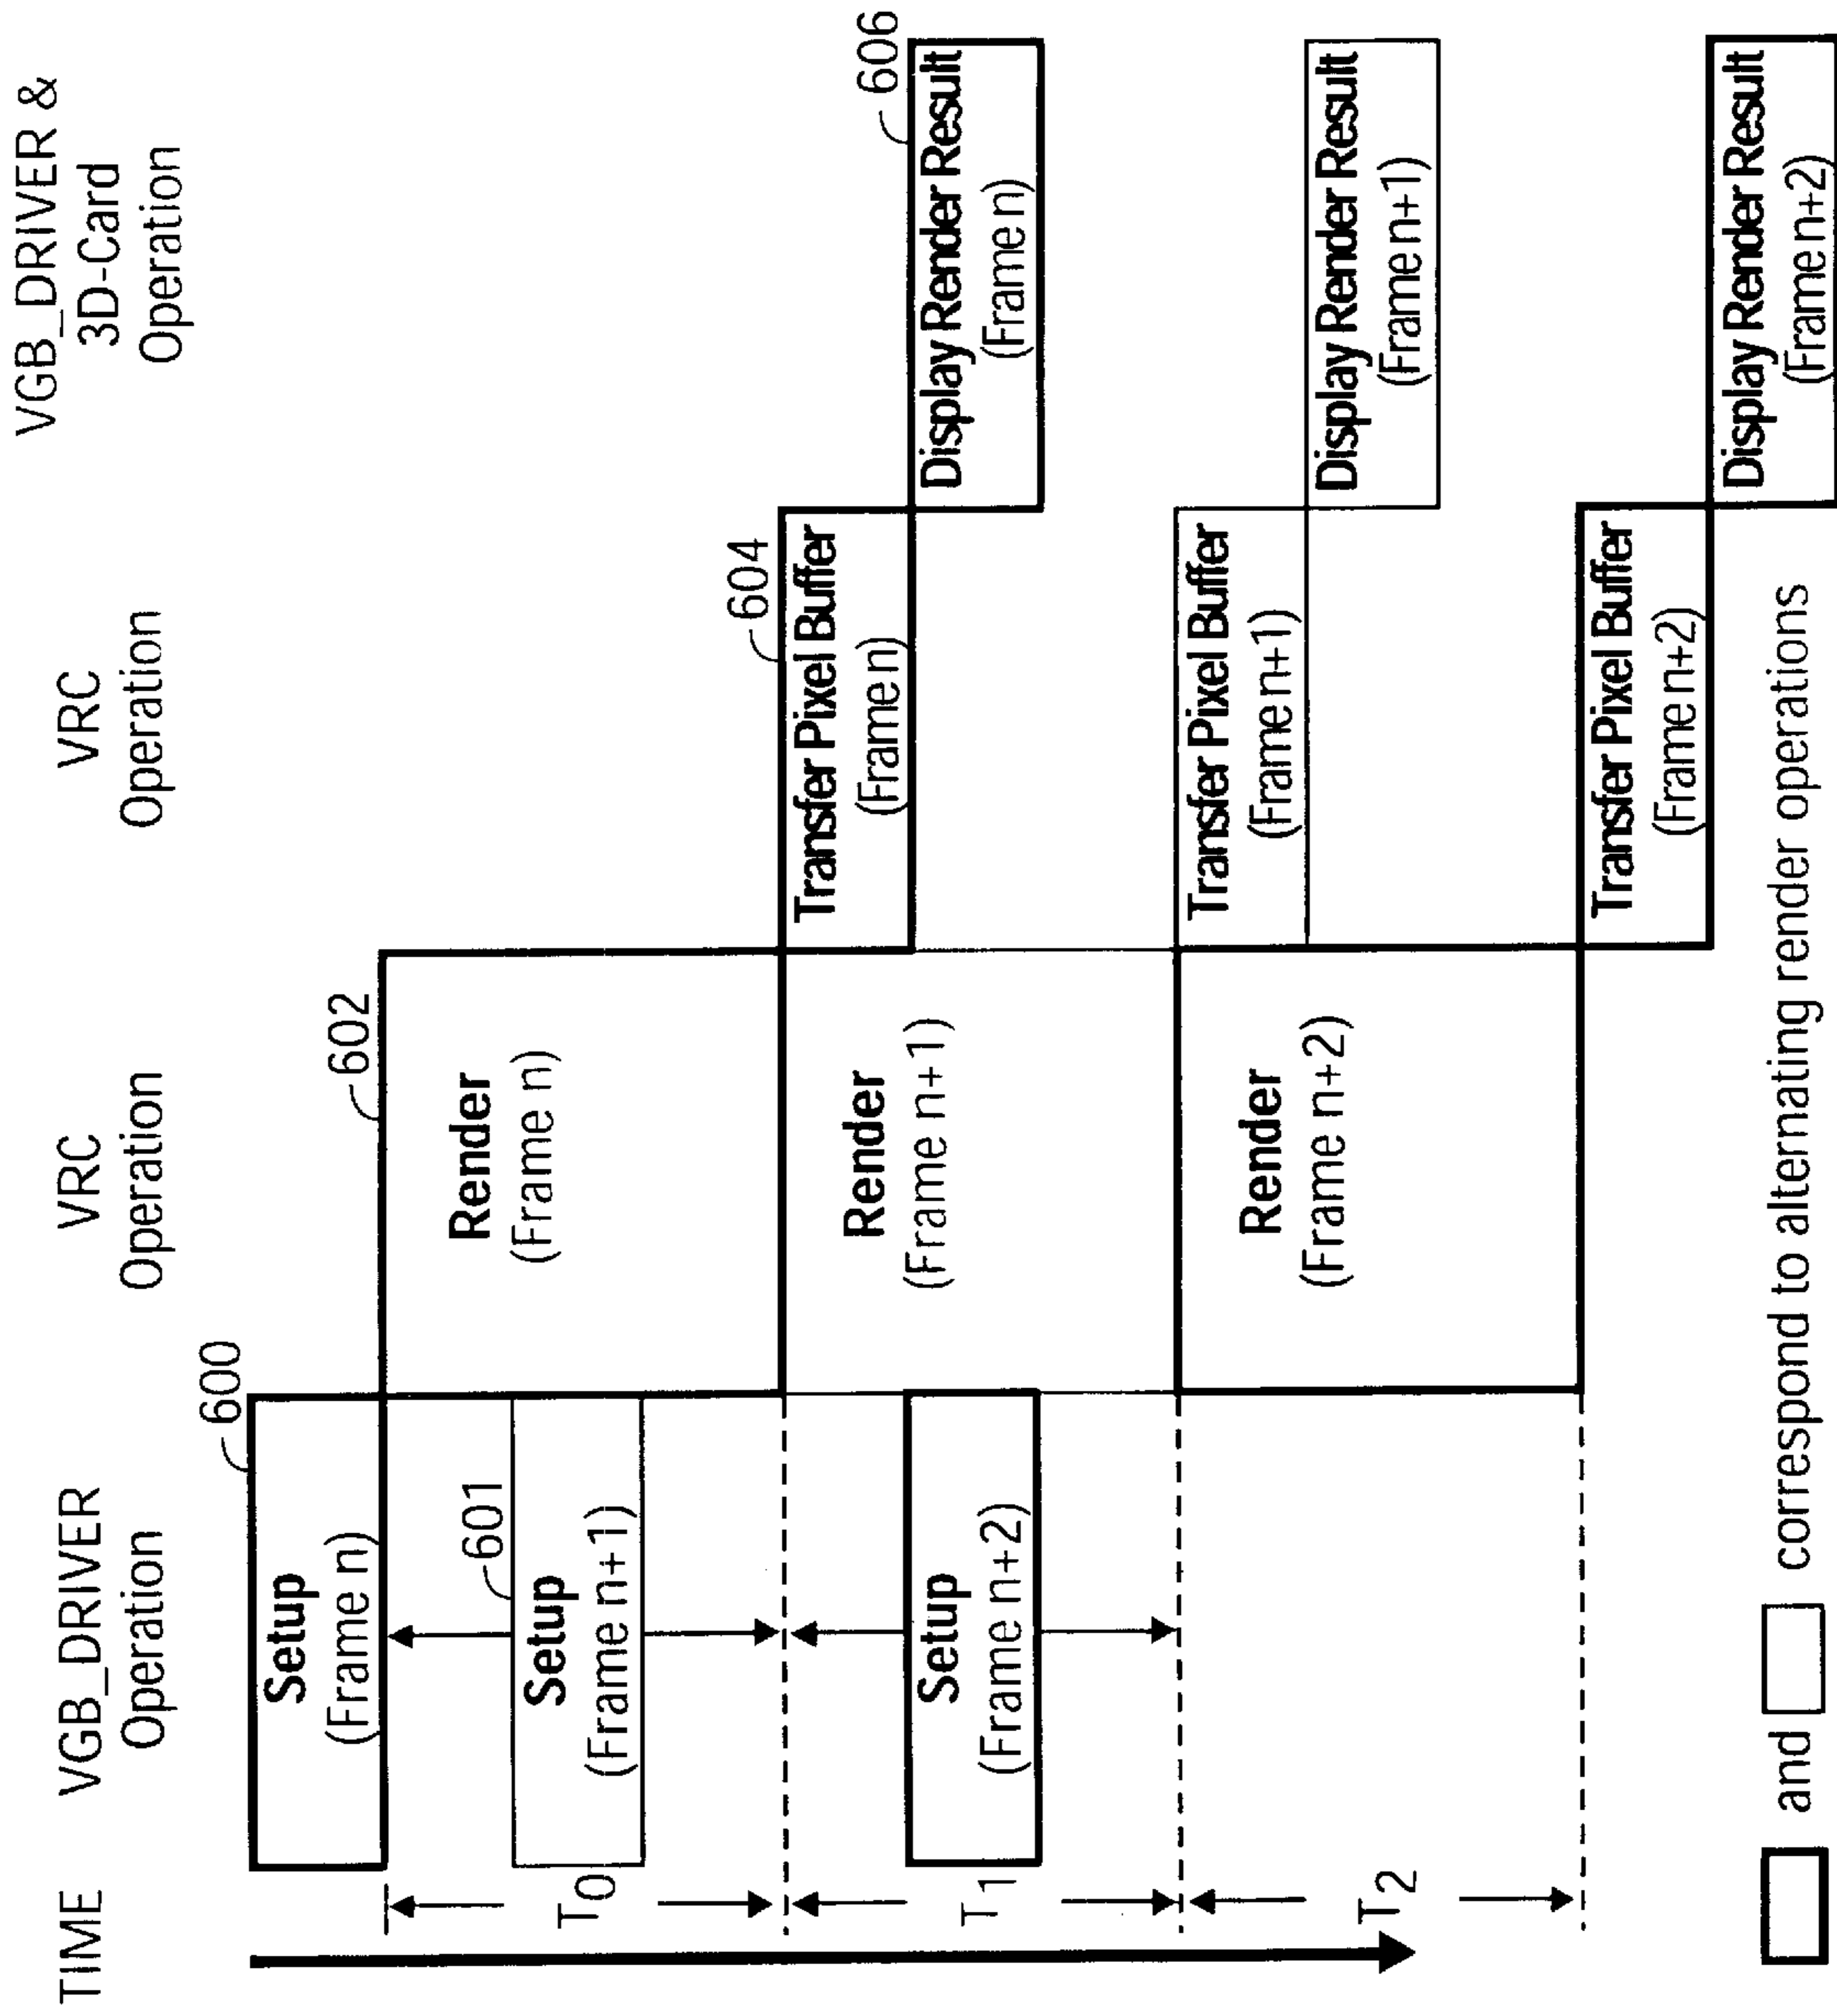 TIME
VGB_DRIVER
Operation
VRC
Operation
VRC
Operation
VGB_DRIVER &
3D-Card
Operation
600
Setup
(Frame n)
602
T0
601
Setup
(Frame n+1)
Render
(Frame n)
604
T1
Setup
(Frame n+2)
Render
(Frame n+1)
Transfer Pixel Buffer
(Frame n)
606
Display Render Result
(Frame n)
T2
Render
(Frame n+2)
Transfer Pixel Buffer
(Frame n+1)
Display Render Result
(Frame n+1)
Transfer Pixel Buffer
(Frame n+2)
Display Render Result
(Frame n+2)
and correspond to alternating render operations